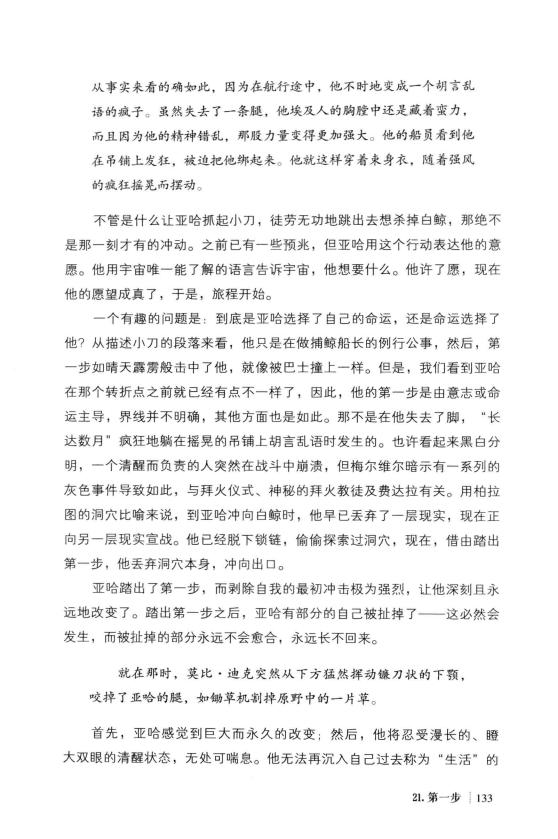 从事实来看的确如此，因为在航行途中，他不时地变成一个胡言乱
语的疯子。虽然失去了一条腿，他埃及人的胸膛中还是藏着蛮力，
而且因为他的精神错乱，那股力量变得更加强大。他的船员看到他
在吊铺上发狂，被迫把他绑起来。他就这样穿着束身衣，随着强风
的疯狂摇晃而摆动。
不管是什么让亚哈抓起小刀，徒劳无功地跳出去想杀掉白鲸，那绝不
是那一刻才有的冲动。之前已有一些预兆，但亚哈用这个行动表达他的意
愿。他用宇宙唯一能了解的语言告诉宇宙，他想要什么。他许了愿，现在
他的愿望成真了，于是，旅程开始。
一个有趣的问题是：到底是亚哈选择了自己的命运，还是命运选择了
他？从描述小刀的段落来看，他只是在做捕鲸船长的例行公事，然后，第
一步如晴天霹雳般击中了他，就像被巴士撞上一样。但是，我们看到亚哈
在那个转折点之前就已经有点不一样了，因此，他的第一步是由意志或命
运主导，界线并不明确，其他方面也是如此。那不是在他失去了脚，“长
达数月”疯狂地躺在摇晃的吊铺上胡言乱语时发生的。也许看起来黑白分
明，一个清醒而负责的人突然在战斗中崩溃，但梅尔维尔暗示有一系列的
灰色事件导致如此，与拜火仪式、神秘的拜火教徒及费达拉有关。用柏拉
图的洞穴比喻来说，到亚哈冲向白鲸时，他早已丢弃了一层现实，现在正
向另一层现实宣战。他已经脱下锁链，偷偷探索过洞穴，现在，借由踏出
第一步，他丢弃洞穴本身，冲向出口。
亚哈踏出了第一步，而剥除自我的最初冲击极为强烈，让他深刻且永
远地改变了。踏出第一步之后，亚哈有部分的自己被扯掉了——这必然会
发生，而被扯掉的部分永远不会愈合，永远长不回来。
就在那时，莫比·迪克突然从下方猛然挥动镰刀状的下颚，
咬掉了亚哈的腿，如锄草机割掉原野中的一片草。
首先，亚哈感觉到巨大而永久的改变；然后，他将忍受漫长的、瞪
大双眼的清醒状态，无处可喘息。他无法再沉入自己过去称为“生活”的
21. 第一步 133